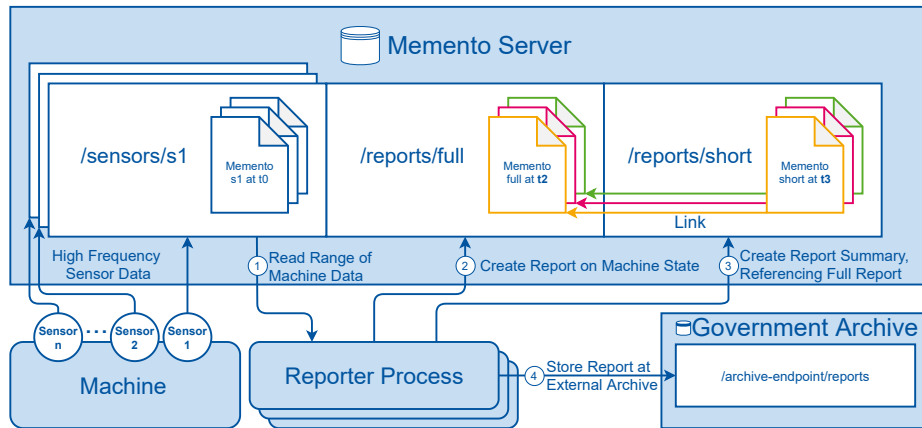 Memento Server
/sensors/s1
Memento
s1 at t0
/reports/full
Memento
full at t2
/reports/short
Memento
short at t3
Link
High Frequency
Sensor Data
1
Read Range of
Machine Data
2
Create Report on Machine State
3
Create Report Summary,
Referencing Full Report
Sensor
n
...
Sensor
2
Sensor
1
Machine
Reporter Process
4
Store Report at
External Archive
Government Archive
/archive-endpoint/reports